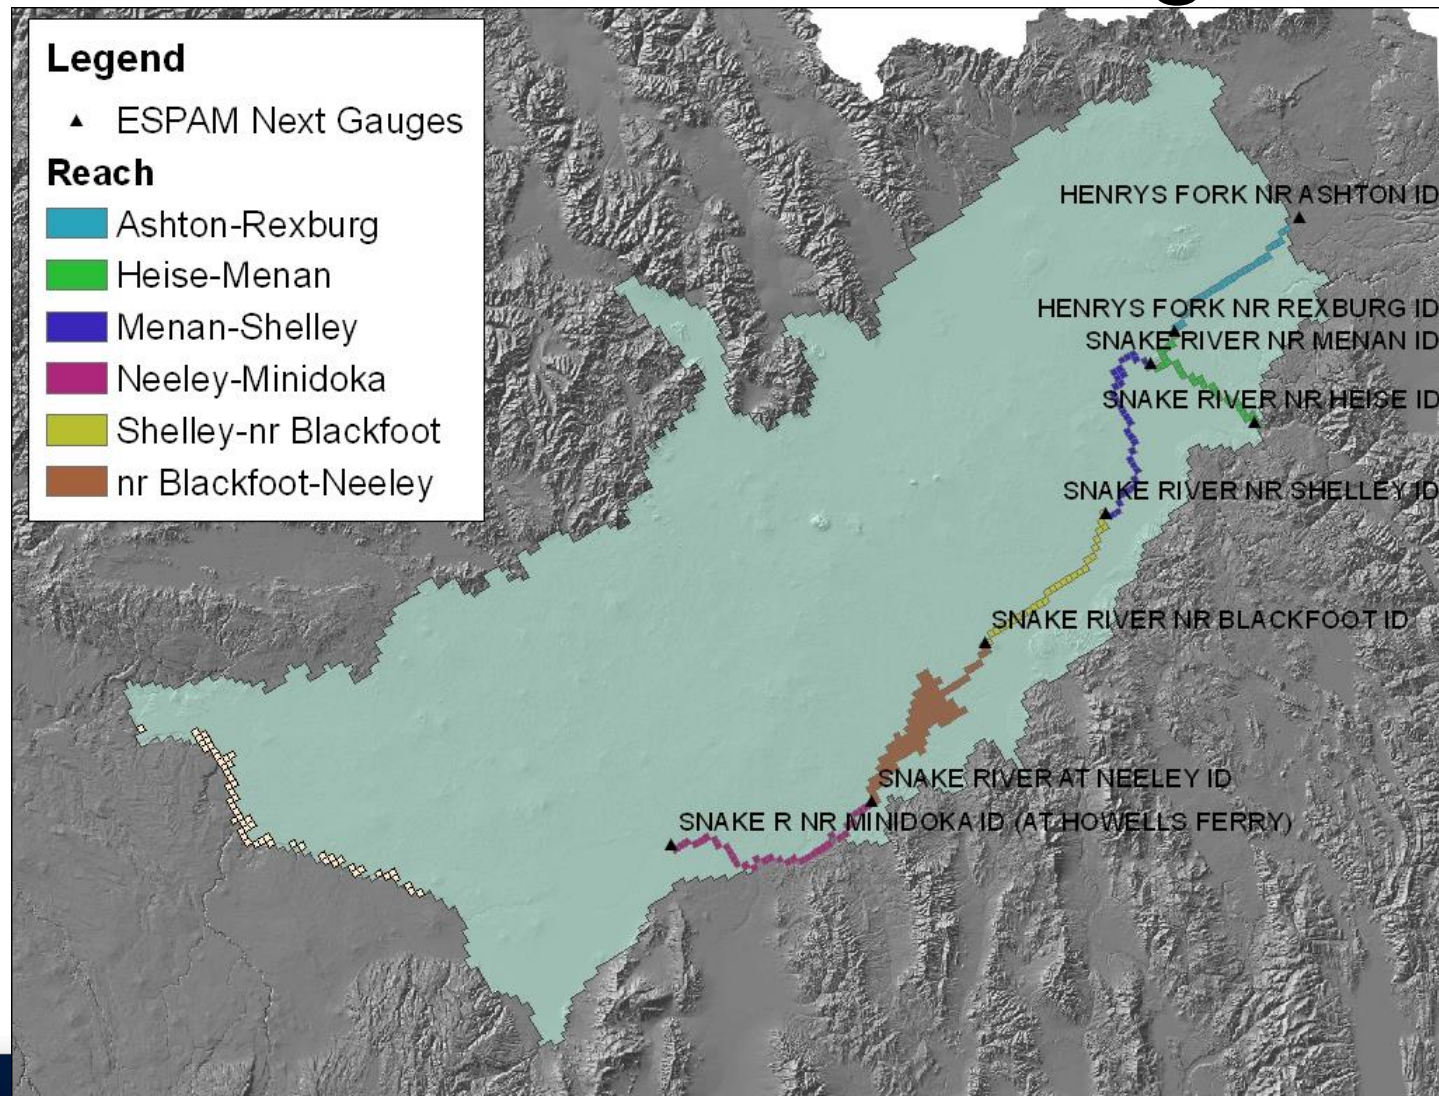 Legend
ESPAM Next Gauges
Reach
Ashton-Rexburg
Heise-Menan
Menan-Shelley
Neeley-Minidoka
Shelley-nr Blackfoot
nr Blackfoot-Neeley
HENRYS FORK NR ASHTON ID
HENRYS FORK NR REXBURG ID
SNAKE RIVER NR MENAN ID
SNAKE RIVER NR HEISE ID
SNAKE RIVER NR SHELLEY ID
SNAKE RIVER NR BLACKFOOT ID
SNAKE RIVER AT NEELEY ID
SNAKE R NR MINIDOKA ID (AT HOWELLS FERRY)